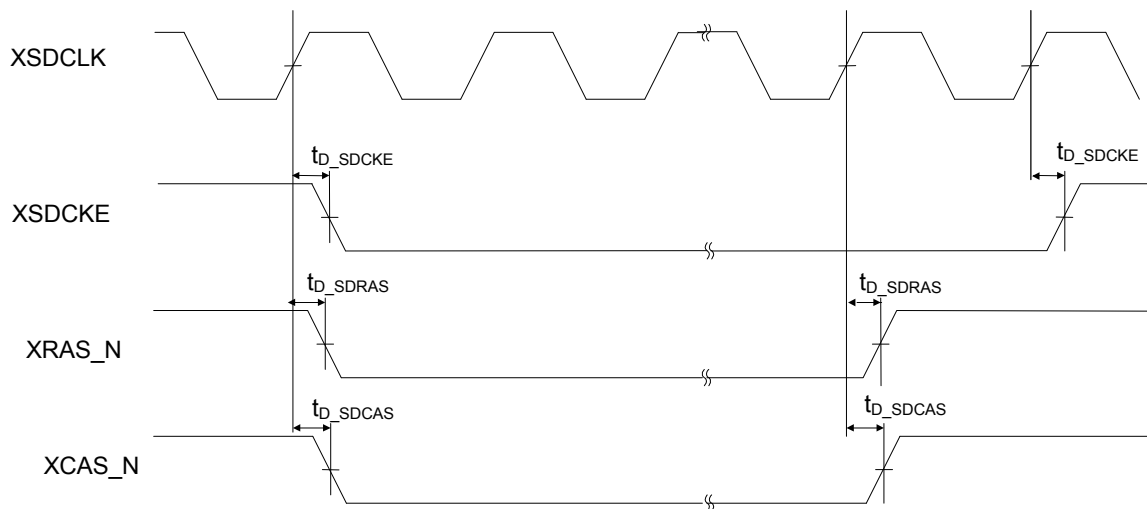 XSDCLK
tD_SDCKE
tD_SDCKE
XSDCKE
tD_SDRAS
tD_SDRAS
XRAS_N
tD_SDCAS
tD_SDCAS
XCAS_N